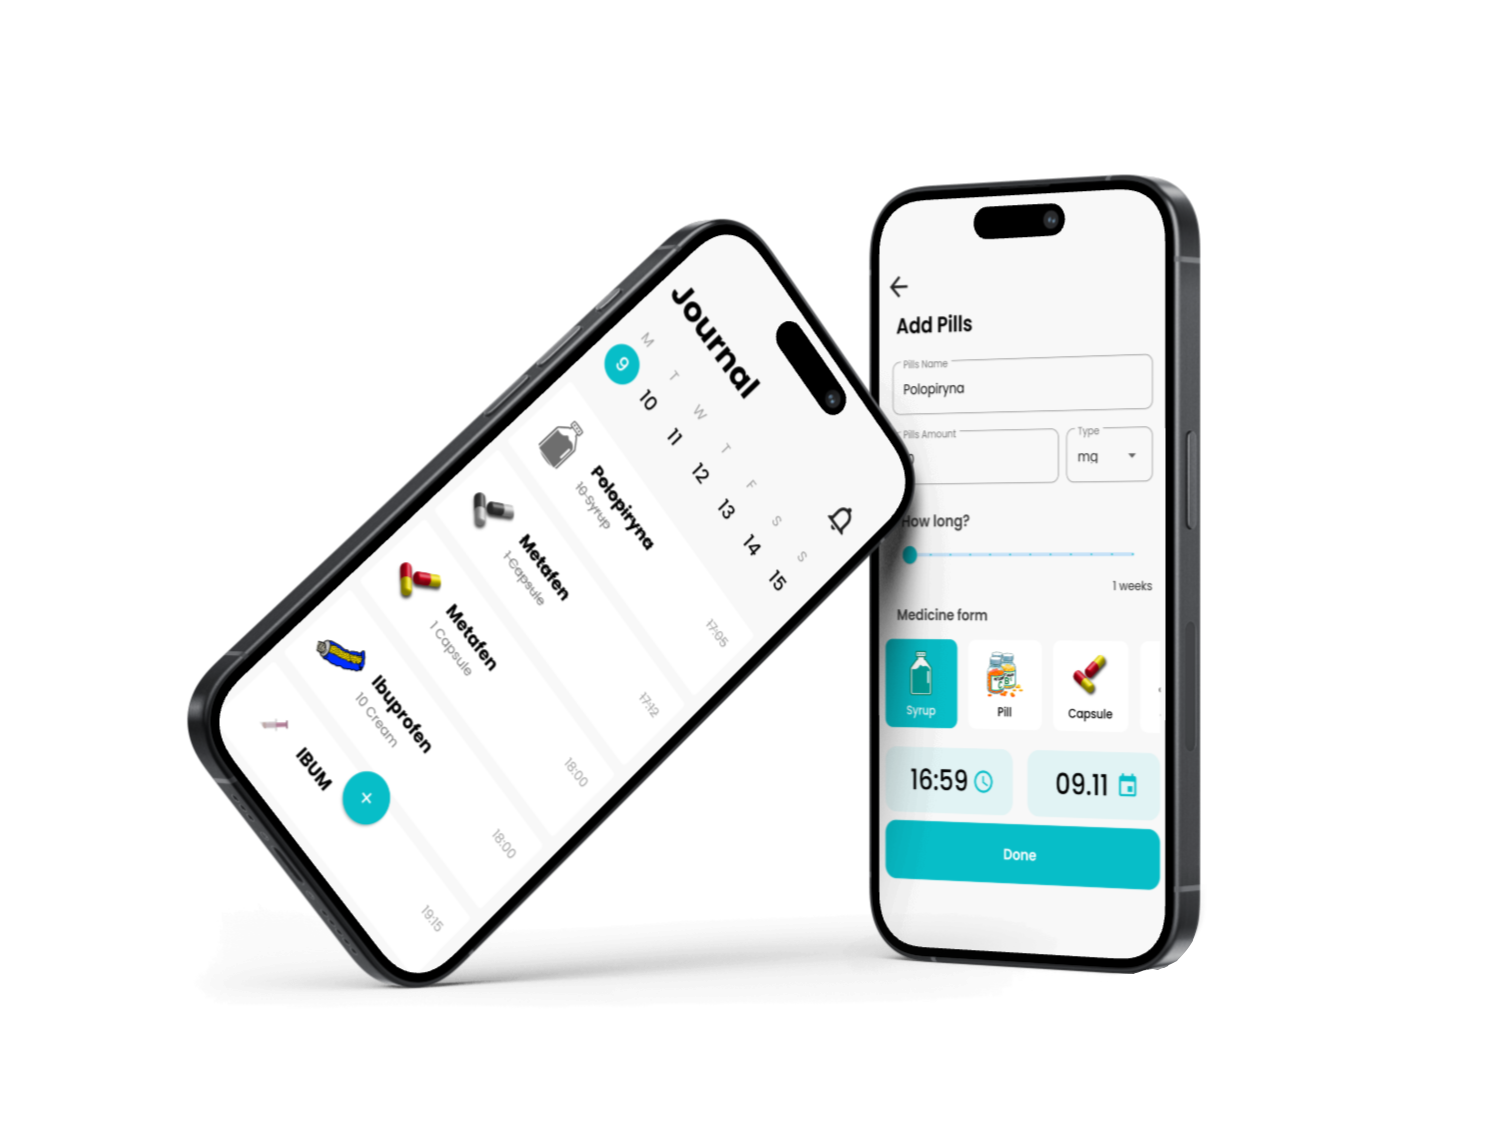 Journal
M T W T F S S
9 10 11 12 13 14 15
Polopiryna
10 Syrup
17:05
Metafen
1 Capsule
17:12
Metafen
1 Capsule
18:00
Ibuprofen
10 Cream
18:00
IBUM
19:15
Add Pills
Pills Name
Polopiryna
Pills Amount
Type
mg
How long?
1 weeks
Medicine form
Syrup
Pill
Capsule
16:59
09.11
Done